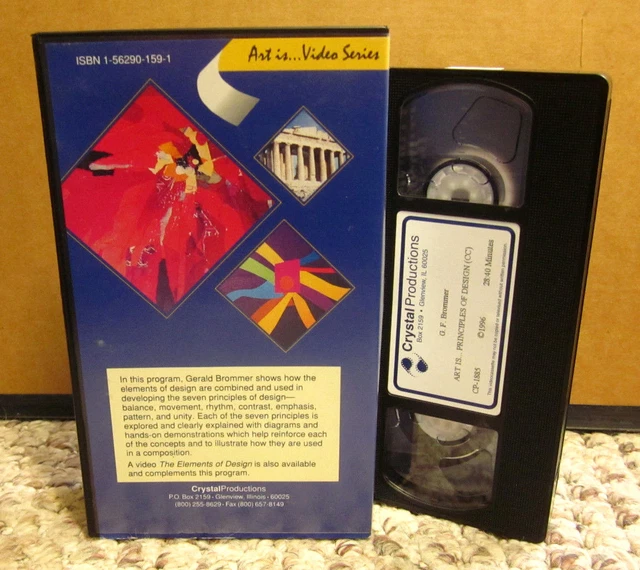 ISBN 1-56290-159-1
Art is...Video Series
In this program, Gerald Brommer shows how the
elements of design are combined and used in
developing the seven principles of design—
balance, movement, rhythm, contrast, emphasis,
pattern, and unity. Each of the seven principles is
explored and clearly explained with diagrams and
hands-on demonstrations which help reinforce each
of the concepts and to illustrate how they are used
in a composition.
A video The Elements of Design is also available
and complements this program.
CrystalProductions
P.O. Box 2159 - Glenview, Illinois - 60025
(800) 255-8629 - Fax (800) 657-8149
CrystalProductions
Box 2159 • Glenview, IL 60025
G. F. Brommer
ART IS... PRINCIPLES OF DESIGN (CC)
CP-1885 ©1996 28:40 Minutes